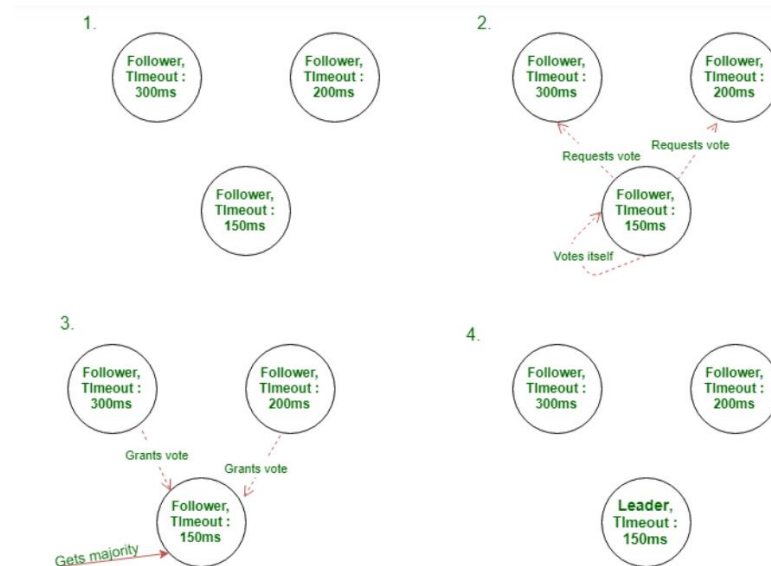 1.
Follower,
TImeout :
300ms
Follower,
TImeout :
200ms
Follower,
TImeout :
150ms
2.
Follower,
TImeout :
300ms
Follower,
TImeout :
200ms
Requests vote
Requests vote
Follower,
TImeout :
150ms
Votes itself
3.
Follower,
TImeout :
300ms
Follower,
TImeout :
200ms
Grants vote
Grants vote
Follower,
TImeout :
150ms
Gets majority
4.
Follower,
TImeout :
300ms
Follower,
TImeout :
200ms
Leader,
TImeout :
150ms